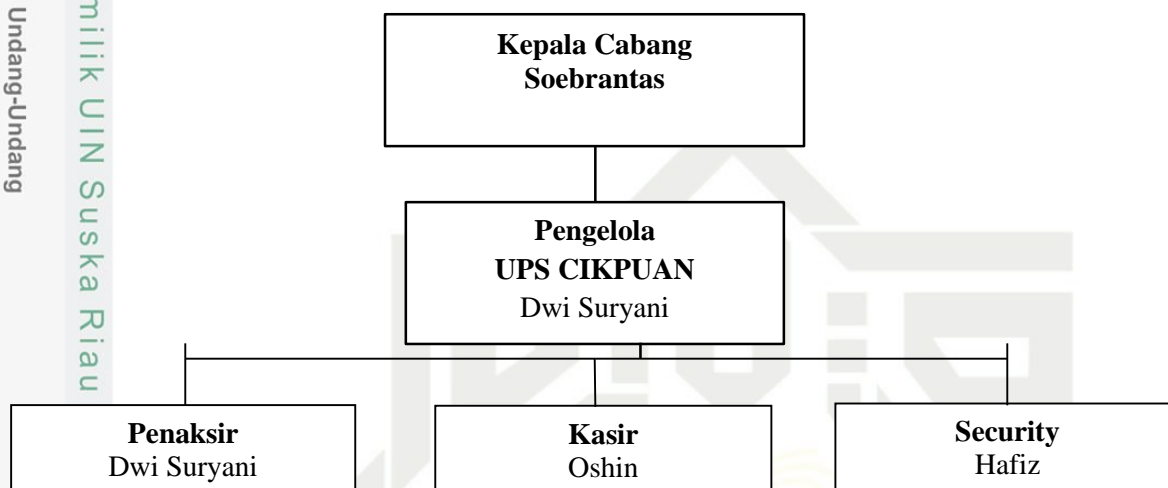 Undang-Undang
milik UIN Suska Riau
Kepala Cabang
Soebrantas
Pengelola
UPS CIKPUAN
Dwi Suryani
Penaksir
Dwi Suryani
Kasir
Oshin
Security
Hafiz